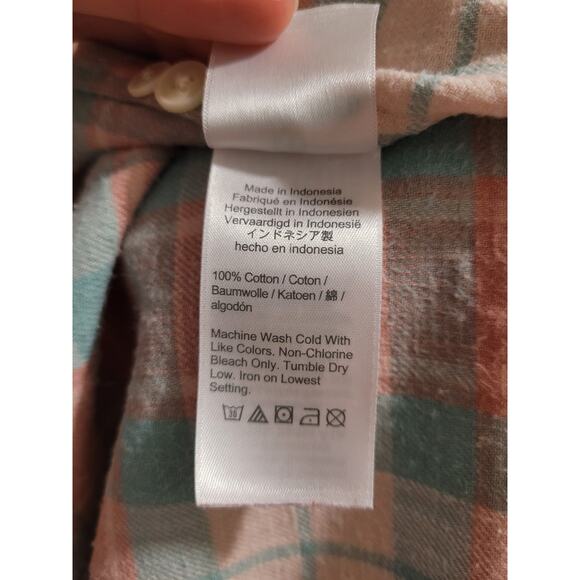 Made in Indonesia
Fabriqué en Indonésie
Hergestellt in Indonesien
Vervaardigd in Indonesië
インドネシア製
hecho en indonesia
100% Cotton / Coton /
Baumwolle / Katoen / 綿 /
algodón
Machine Wash Cold With
Like Colors. Non-Chlorine
Bleach Only. Tumble Dry
Low. Iron on Lowest
Setting.
30